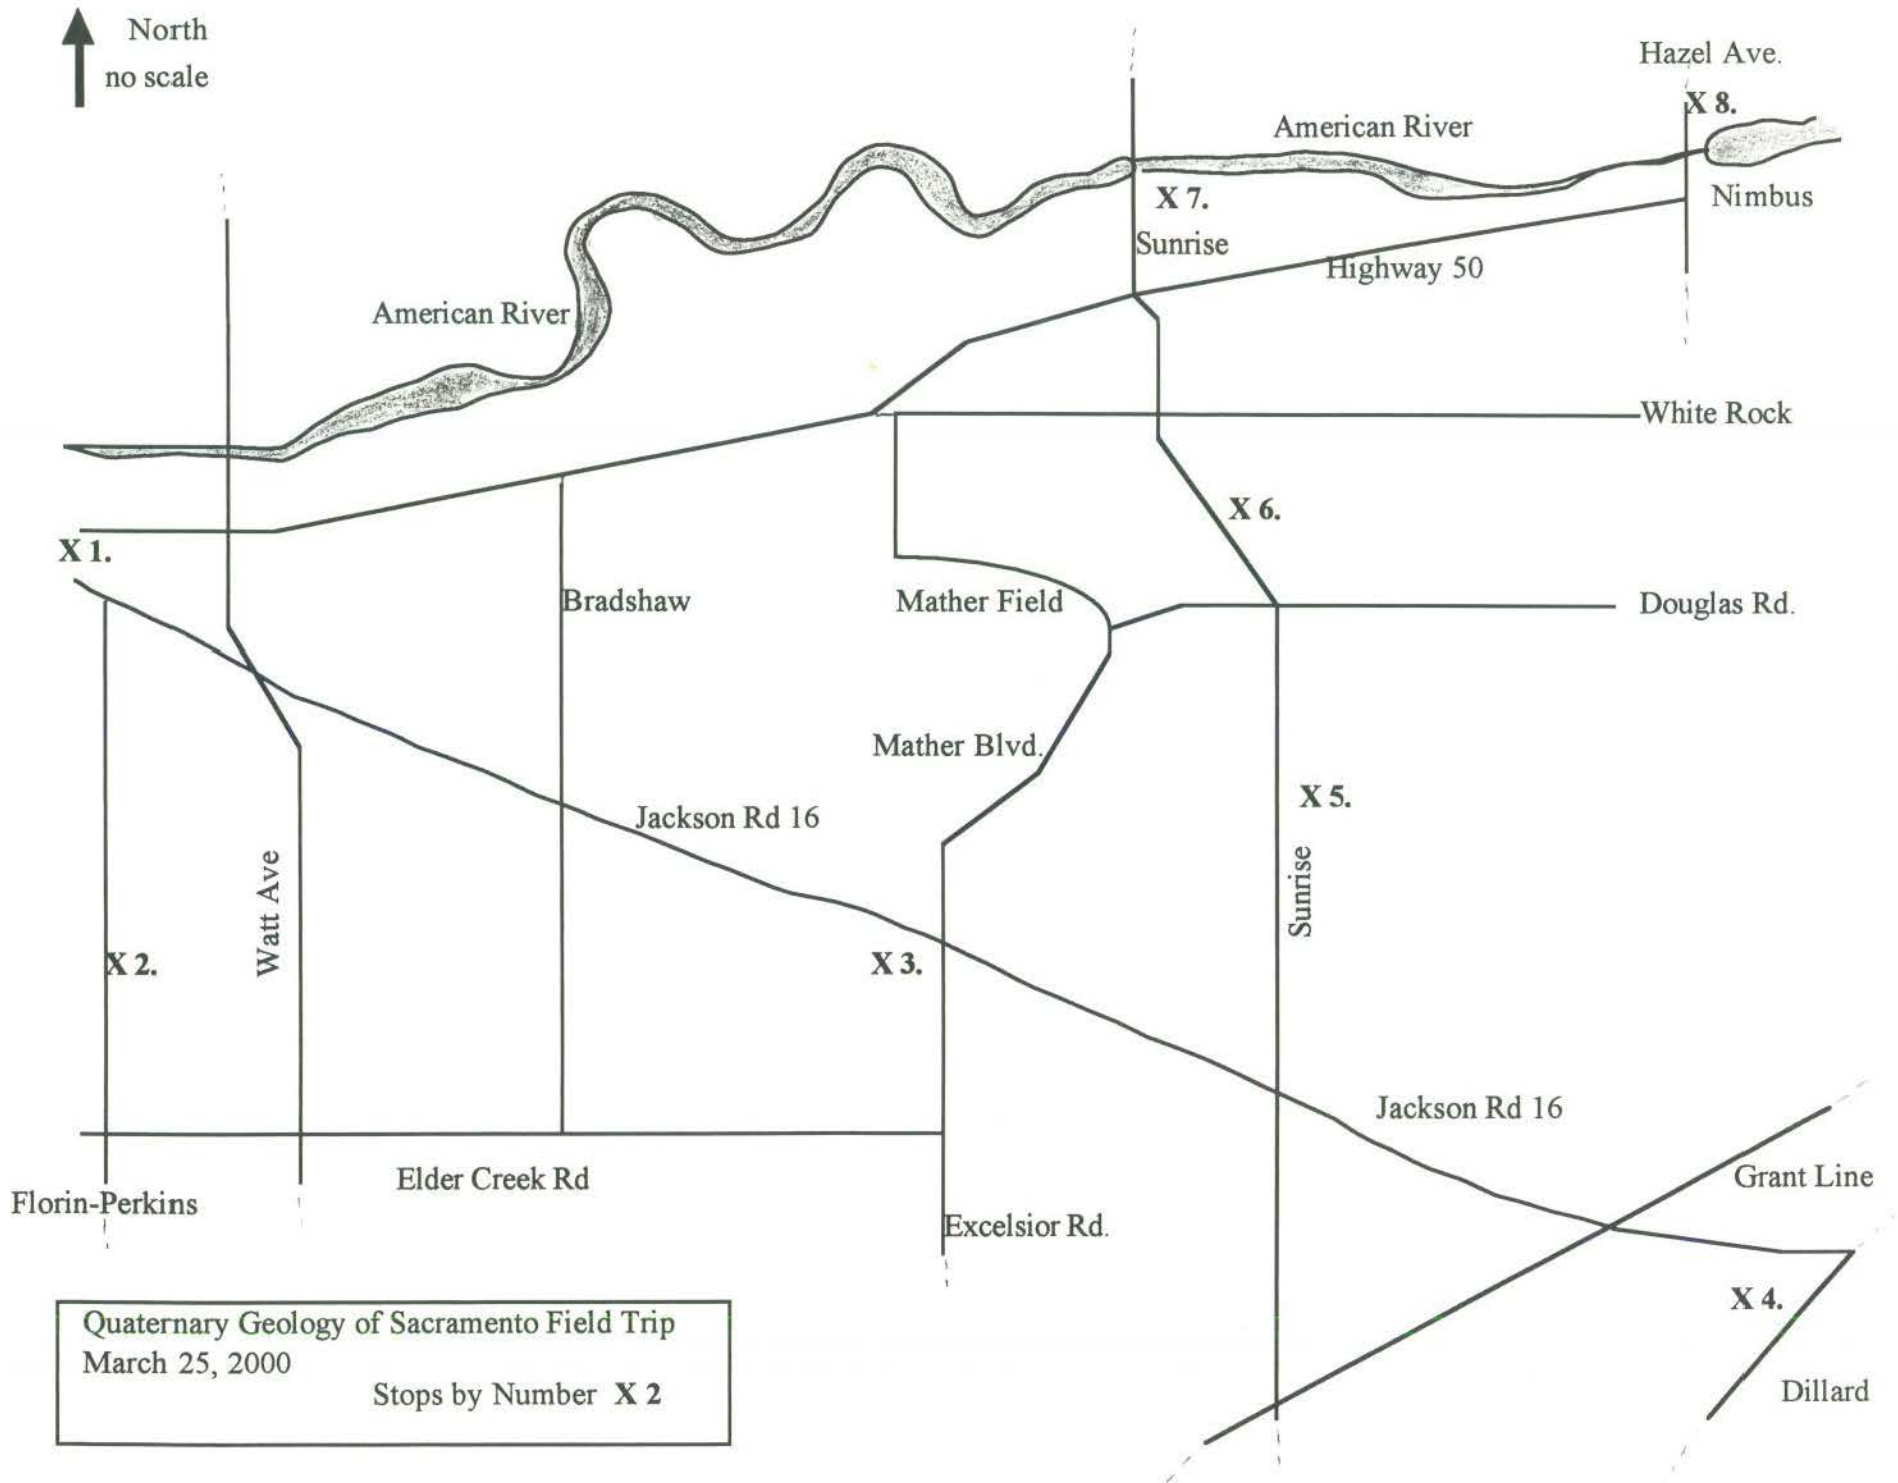 North
no scale
Hazel Ave.
X 8.
American River
X 7.
Nimbus
Sunrise
Highway 50
American River
White Rock
X 6.
X 1.
Bradshaw
Mather Field
Douglas Rd.
Mather Blvd.
X 5.
Jackson Rd 16
Watt Ave
Sunrise
X 2.
X 3.
Jackson Rd 16
Grant Line
Elder Creek Rd
Florin-Perkins
Excelsior Rd.
X 4.
Dillard
Quaternary Geology of Sacramento Field Trip
March 25, 2000
Stops by Number X 2